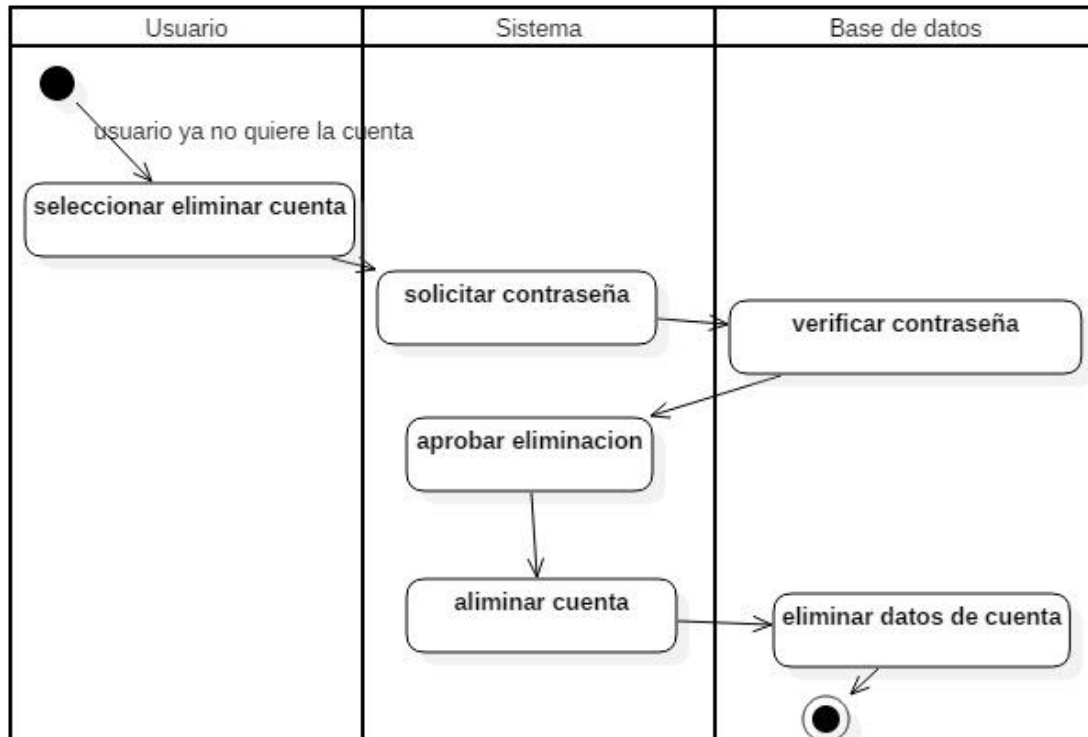 Usuario
Sistema
Base de datos
usuario ya no quiere la cuenta
seleccionar eliminar cuenta
solicitar contraseña
verificar contraseña
aprobar eliminacion
aliminar cuenta
eliminar datos de cuenta